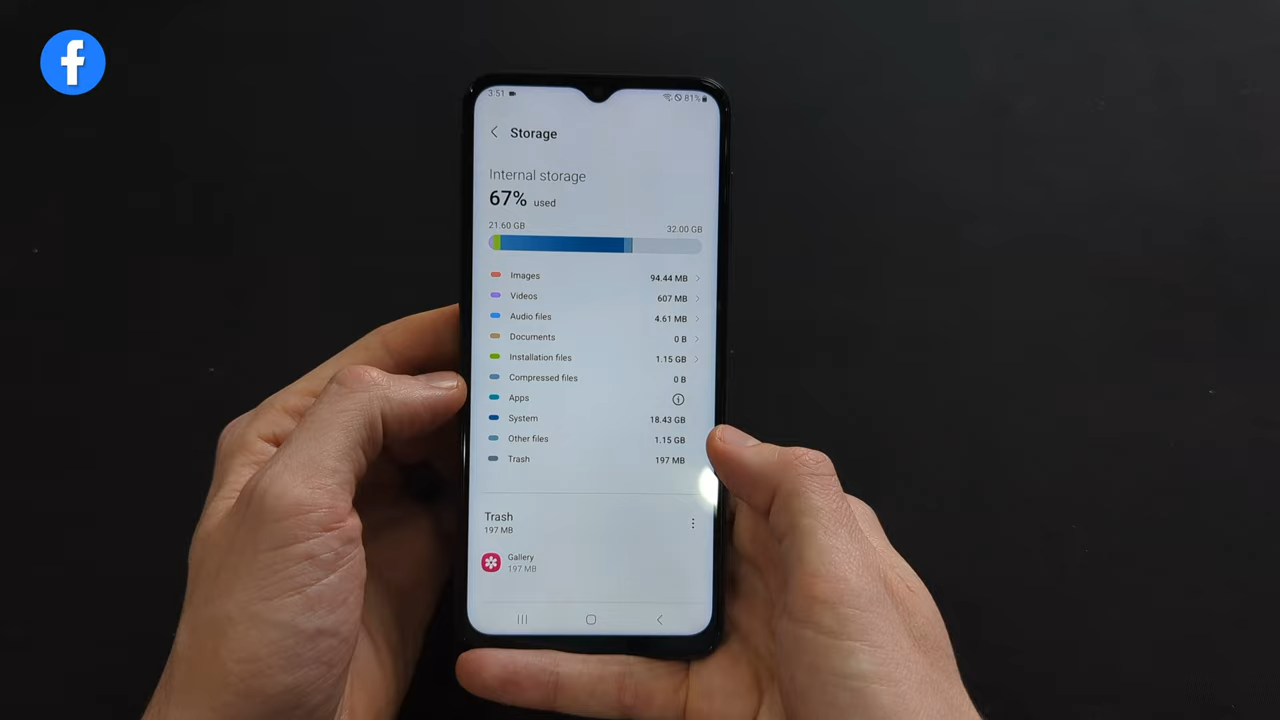 f
3:51
81%
Storage
Internal storage
67% used
21.60 GB 32.00 GB
Images 94.44 MB
Videos 607 MB
Audio files 4.61 MB
Documents 0 B
Installation files 1.15 GB
Compressed files 0 B
Apps
System 18.43 GB
Other files 1.15 GB
Trash 197 MB
Trash
197 MB
Gallery
197 MB